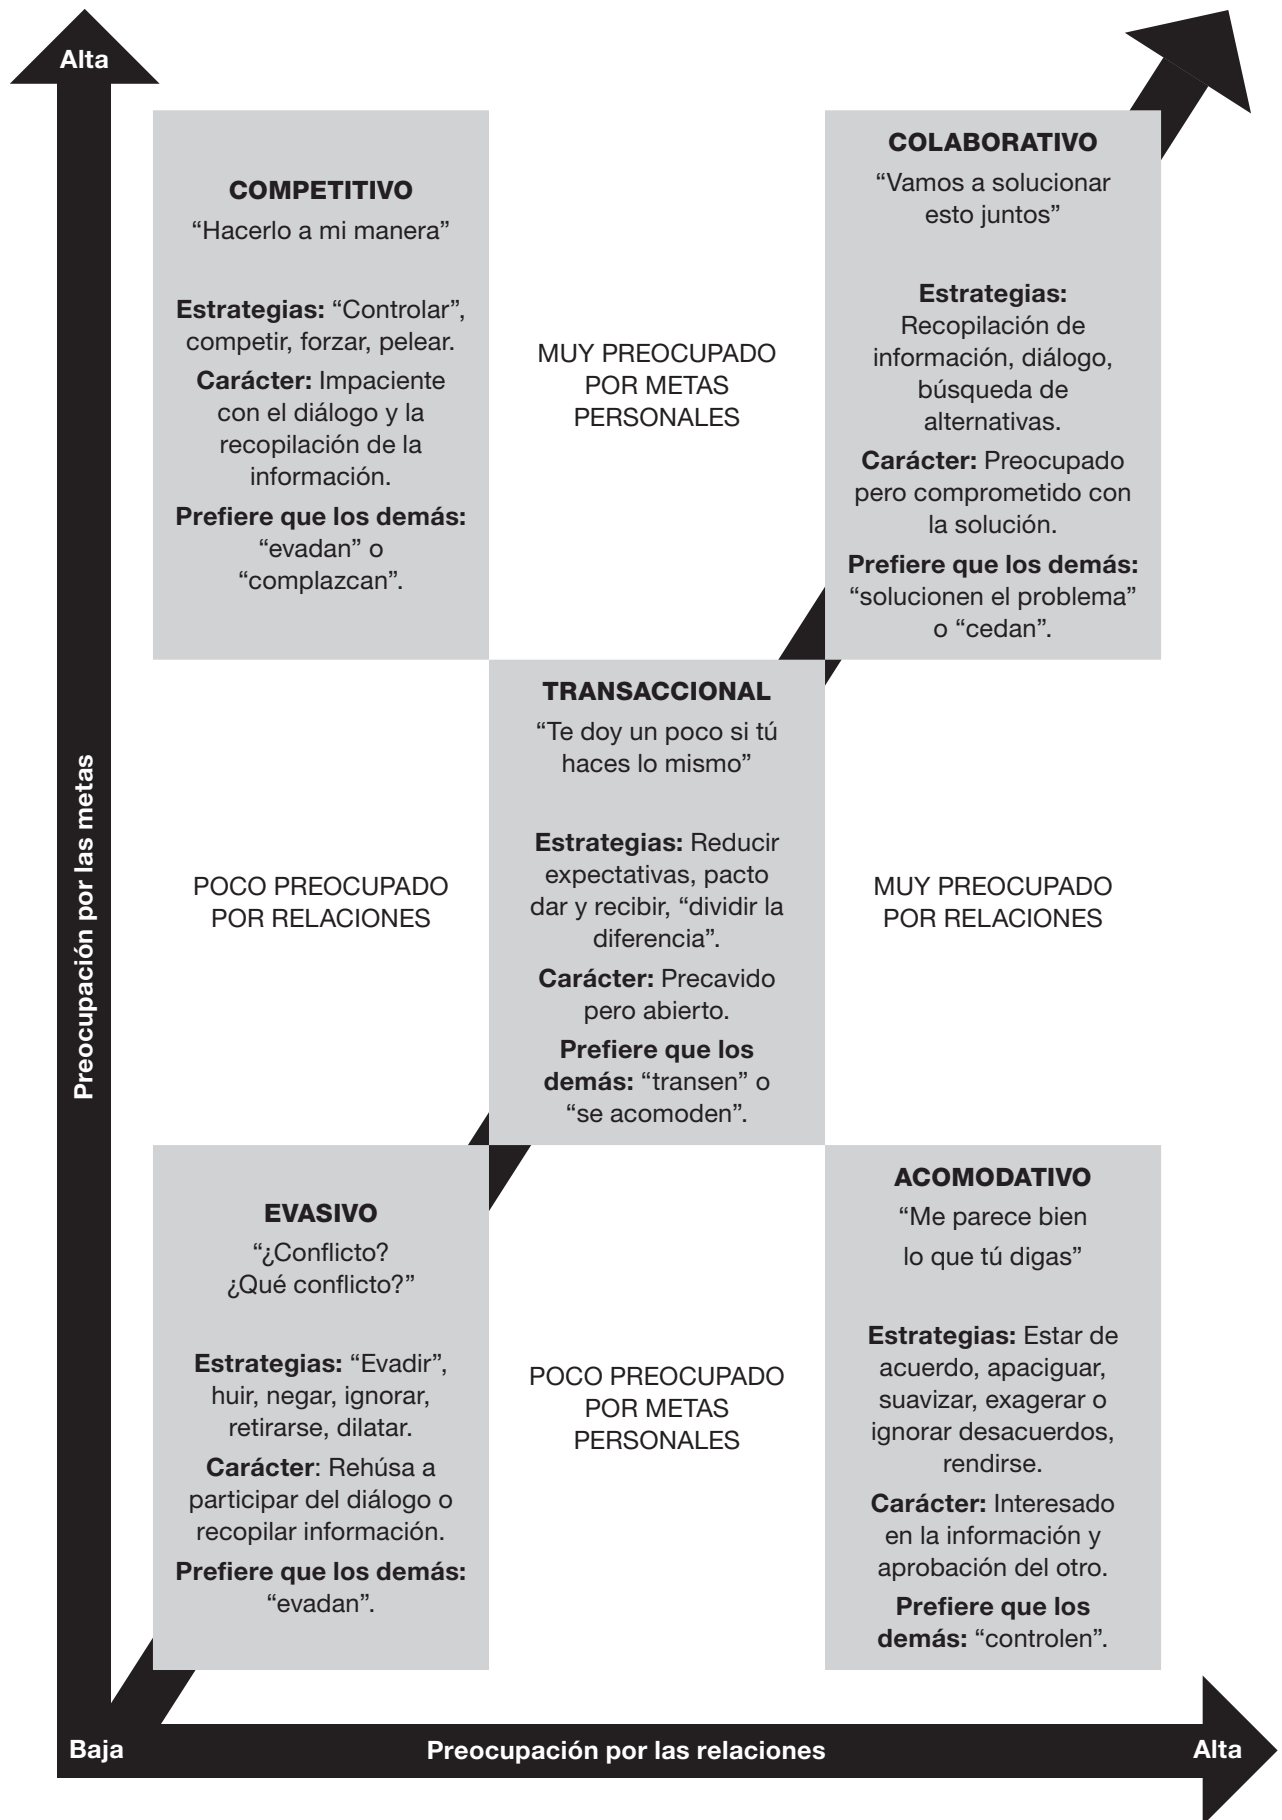 Alta
COMPETITIVO
“Hacerlo a mi manera”
Estrategias: “Controlar”,
competir, forzar, pelear.
Carácter: Impaciente
con el diálogo y la
recopilación de la
información.
Prefiere que los demás:
“evadan” o
“complazcan”.
MUY PREOCUPADO
POR METAS
PERSONALES
COLABORATIVO
“Vamos a solucionar
esto juntos”
Estrategias:
Recopilación de
información, diálogo,
búsqueda de
alternativas.
Carácter: Preocupado
pero comprometido con
la solución.
Prefiere que los demás:
“solucionen el problema”
o “cedan”.
Preocupación por las metas
POCO PREOCUPADO
POR RELACIONES
TRANSACCIONAL
“Te doy un poco si tú
haces lo mismo”
Estrategias: Reducir
expectativas, pacto
dar y recibir, “dividir la
diferencia”.
Carácter: Precavido
pero abierto.
Prefiere que los
demás: “transen” o
“se acomoden”.
MUY PREOCUPADO
POR RELACIONES
EVASIVO
“¿Conflicto?
¿Qué conflicto?”
Estrategias: “Evadir”,
huir, negar, ignorar,
retirarse, dilatar.
Carácter: Rehúsa a
participar del diálogo o
recopilar información.
Prefiere que los demás:
“evadan”.
POCO PREOCUPADO
POR METAS
PERSONALES
ACOMODATIVO
“Me parece bien
lo que tú digas”
Estrategias: Estar de
acuerdo, apaciguar,
suavizar, exagerar o
ignorar desacuerdos,
rendirse.
Carácter: Interesado
en la información y
aprobación del otro.
Prefiere que los
demás: “controlen”.
Baja
Preocupación por las relaciones
Alta